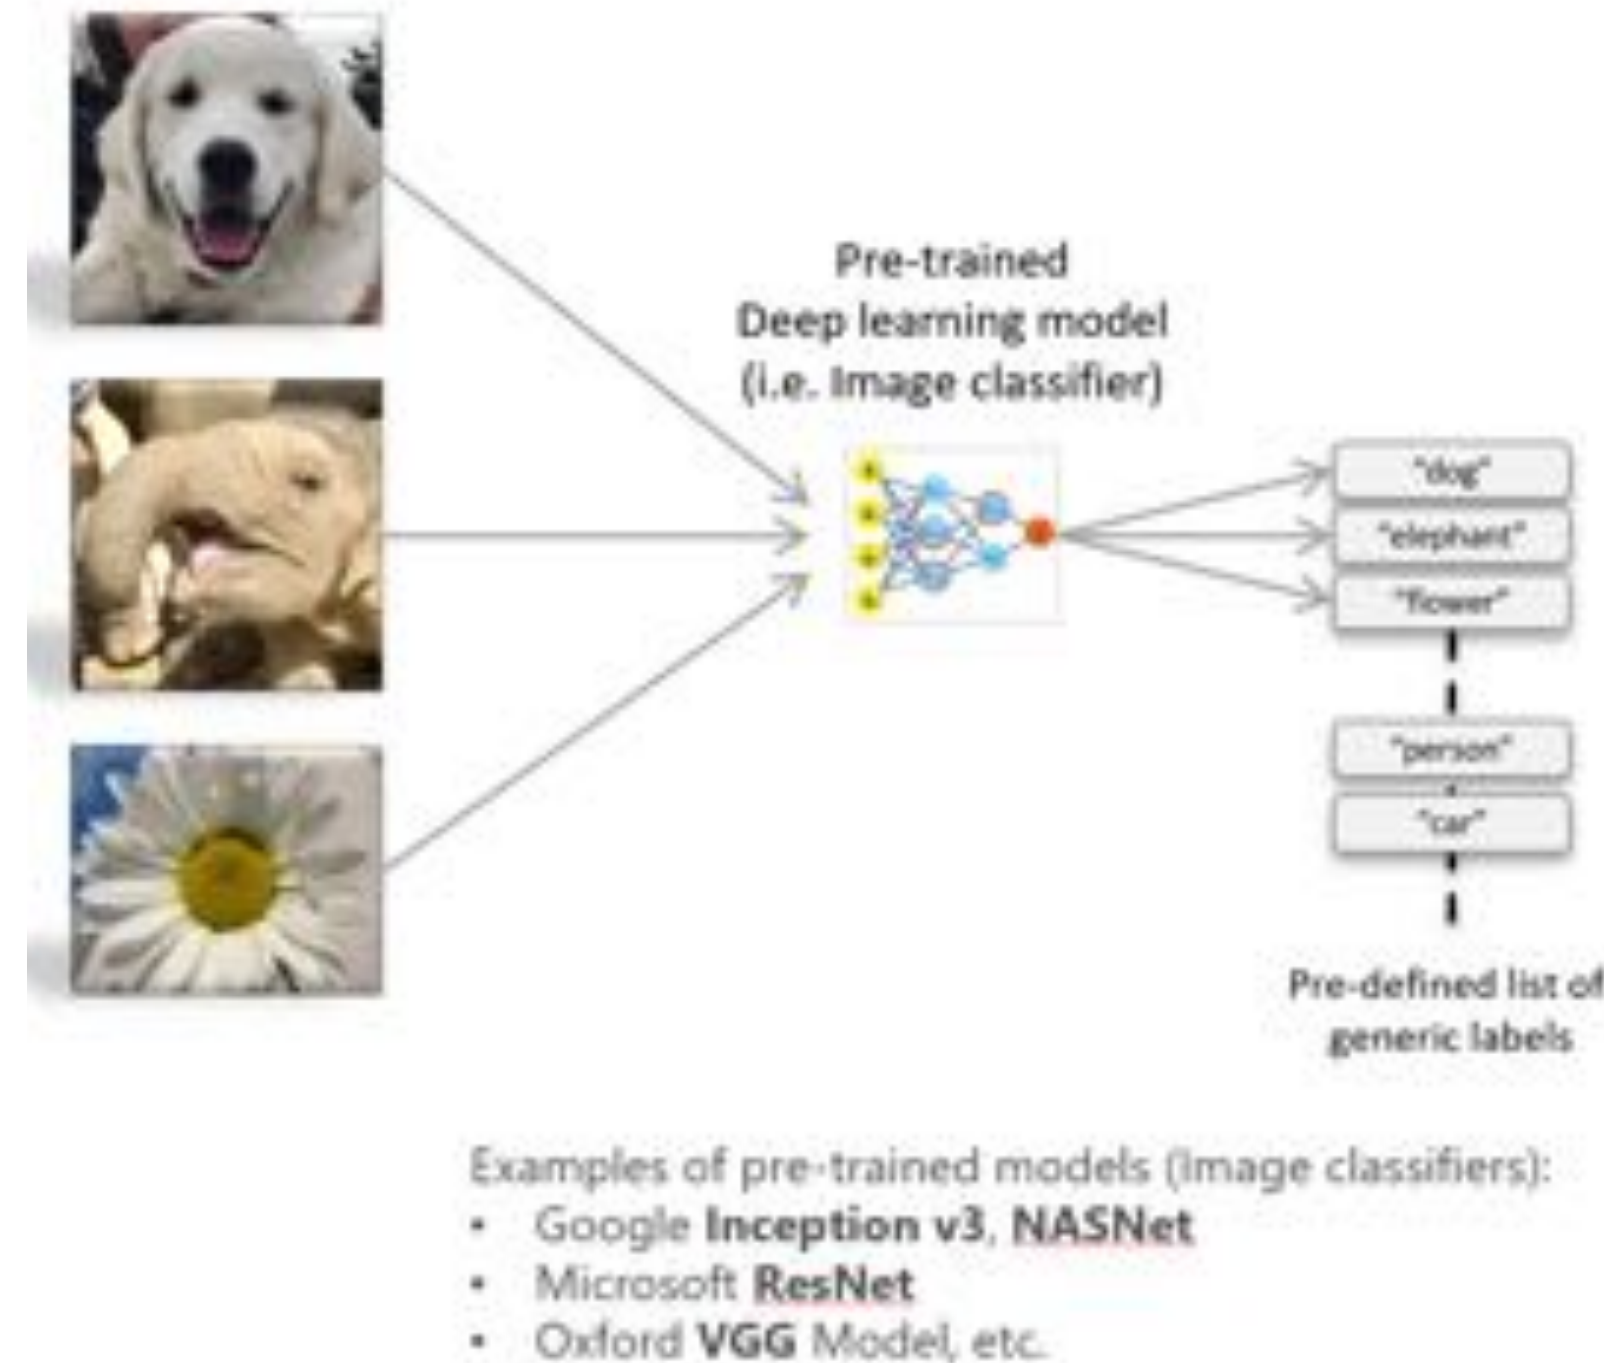 Pre-trained
Deep learning model
(i.e. Image classifier)
"dog"
"elephant"
"flower"
"person"
"car"
Pre-defined list of
generic labels
Examples of pre-trained models (Image classifiers):
• Google Inception v3, NASNet
• Microsoft ResNet
• Oxford VGG Model, etc.